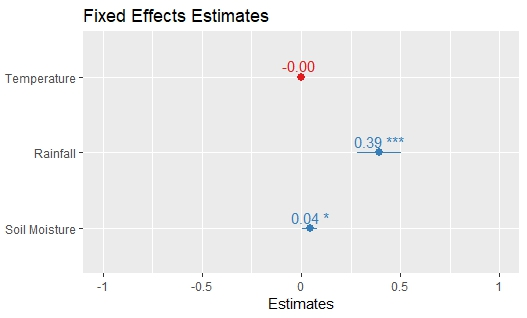 Fixed Effects Estimates
Temperature
-0.00
Rainfall
0.39 ***
Soil Moisture
0.04 *
-1
-0.5
0
0.5
1
Estimates